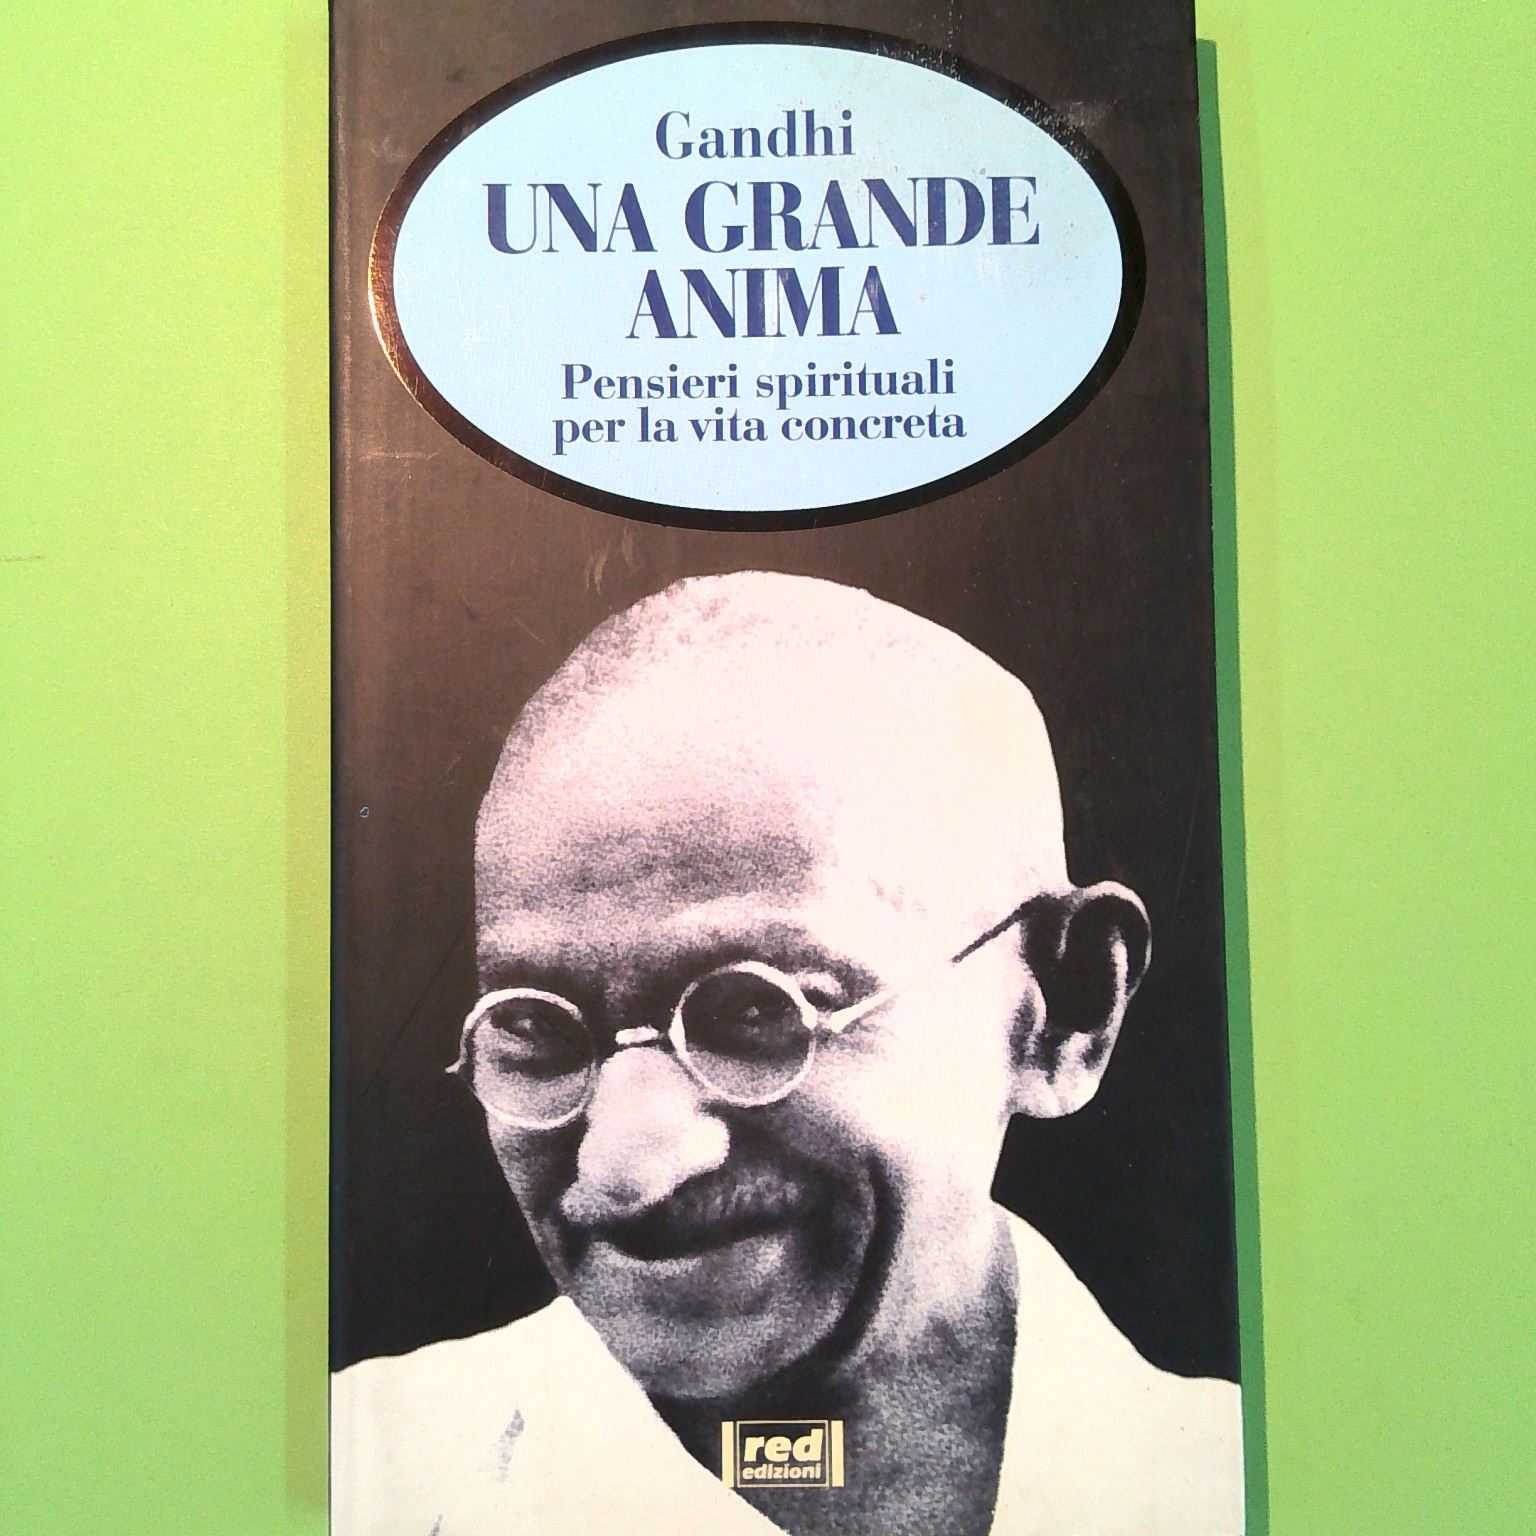 Gandhi
UNA GRANDE
ANIMA
Pensieri spirituali
per la vita concreta
red
edizioni